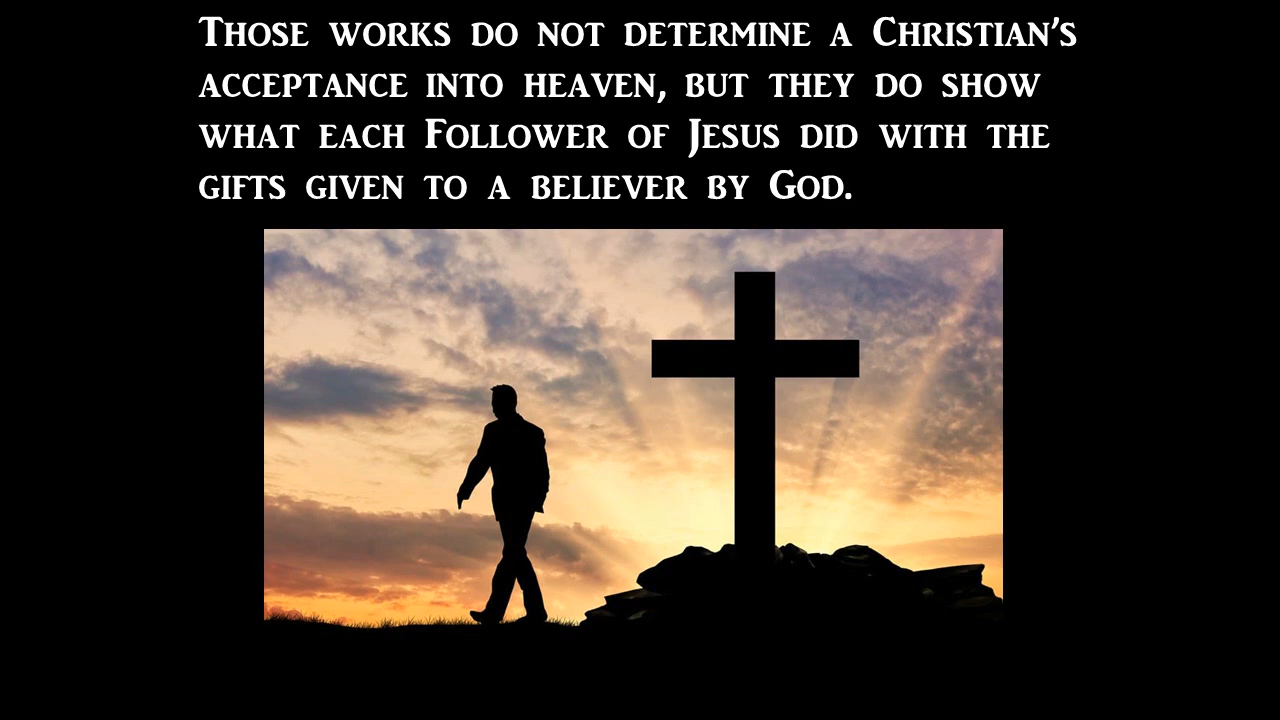 Those works do not determine a Christian's
acceptance into heaven, but they do show
what each Follower of Jesus did with the
gifts given to a believer by God.